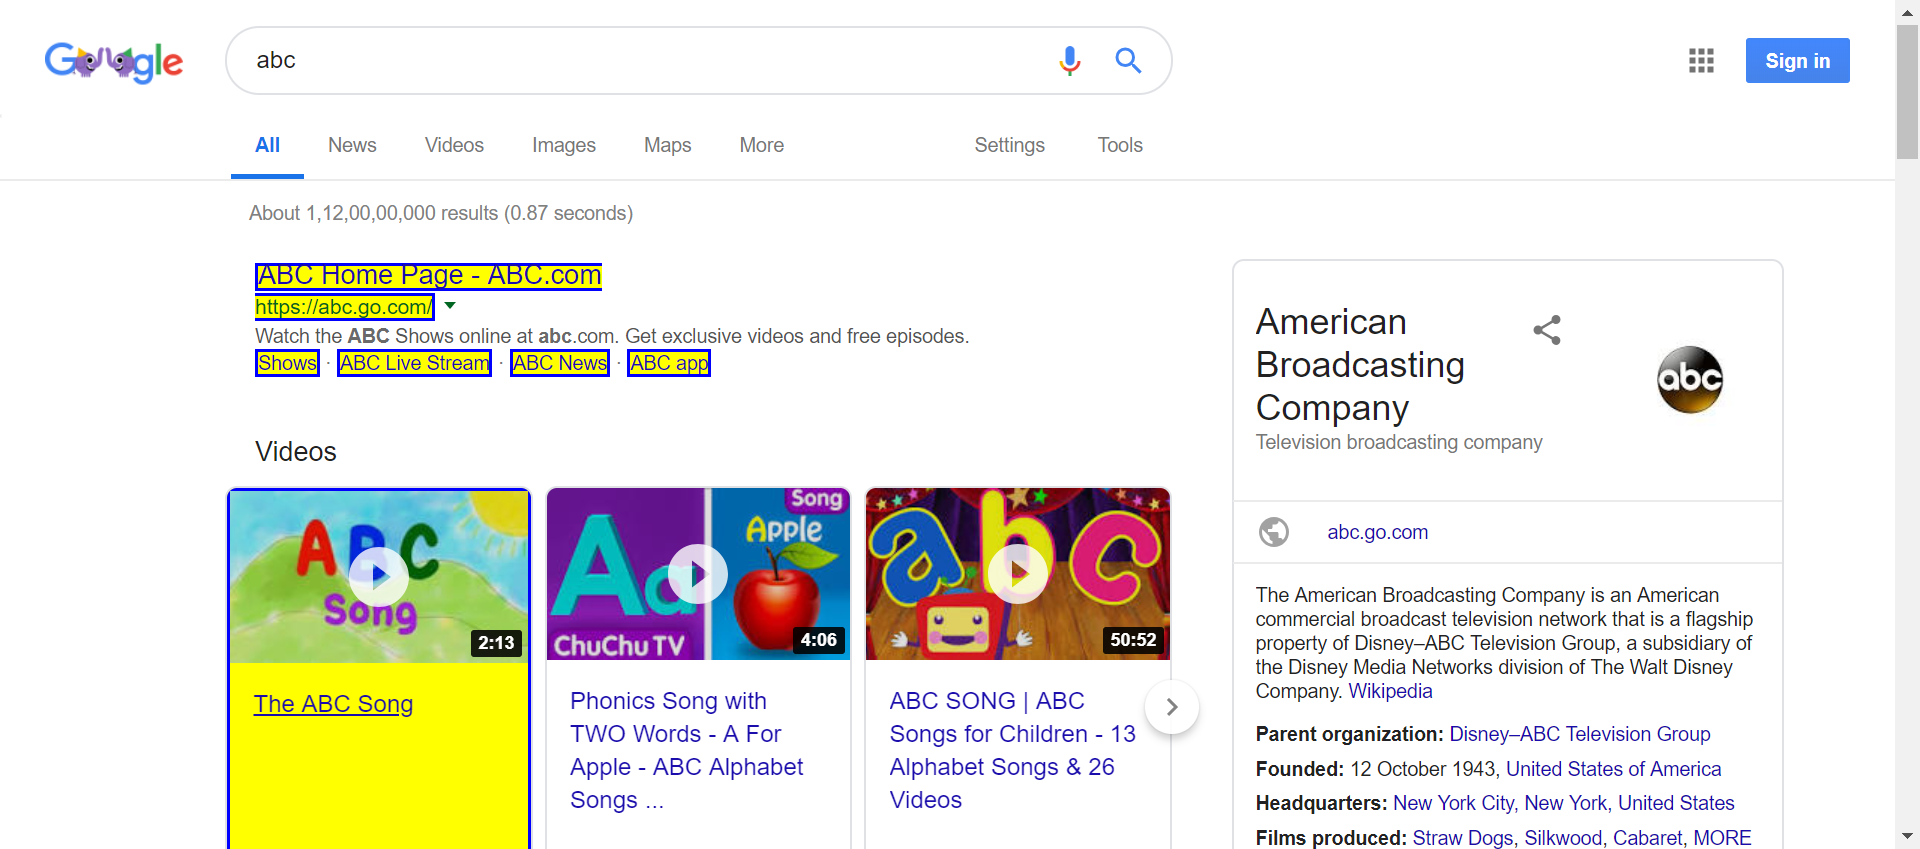 Google
abc
Sign in
All News Videos Images Maps More Settings Tools
About 1,12,00,00,000 results (0.87 seconds)
ABC Home Page - ABC.com
https://abc.go.com/
Watch the ABC Shows online at abc.com. Get exclusive videos and free episodes.
Shows · ABC Live Stream · ABC News · ABC app
Videos
ABC
Song
2:13
The ABC Song
Song
Aa
Apple
ChuChu TV
4:06
Phonics Song with
TWO Words - A For
Apple - ABC Alphabet
Songs ...
abc
50:52
ABC SONG | ABC
Songs for Children - 13
Alphabet Songs & 26
Videos
American
Broadcasting
Company
abc
Television broadcasting company
abc.go.com
The American Broadcasting Company is an American
commercial broadcast television network that is a flagship
property of Disney–ABC Television Group, a subsidiary of
the Disney Media Networks division of The Walt Disney
Company. Wikipedia
Parent organization: Disney–ABC Television Group
Founded: 12 October 1943, United States of America
Headquarters: New York City, New York, United States
Films produced: Straw Dogs, Silkwood, Cabaret, MORE